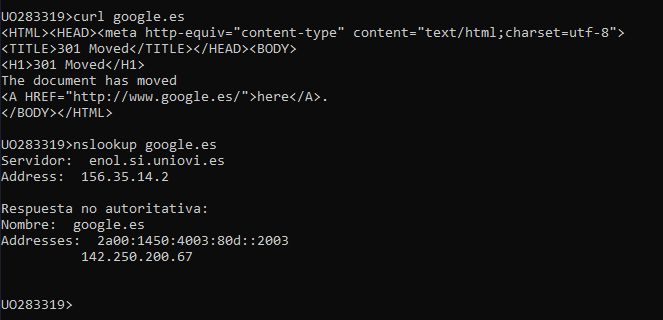 UO283319>curl google.es
<HTML><HEAD><meta http-equiv="content-type" content="text/html;charset=utf-8">
<TITLE>301 Moved</TITLE></HEAD><BODY>
<H1>301 Moved</H1>
The document has moved
<A HREF="http://www.google.es/">here</A>.
</BODY></HTML>

UO283319>nslookup google.es
Servidor:  enol.si.uniovi.es
Address:  156.35.14.2

Respuesta no autoritativa:
Nombre:  google.es
Addresses:  2a00:1450:4003:80d::2003
          142.250.200.67

UO283319>